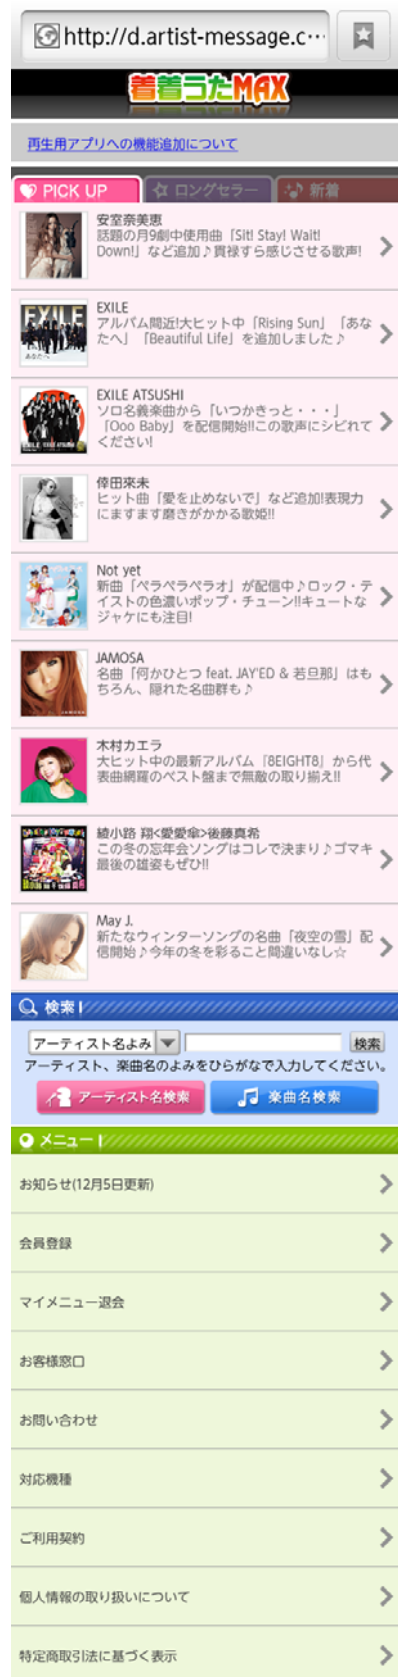 http://d.artist-message.c…
着着うたMAX
再生用アプリへの機能追加について
PICK UP
ロングセラー
新着
安室奈美恵
話題の月9劇中使用曲「Sit! Stay! Wait!
Down!」など追加♪貫禄すら感じさせる歌声!
EXILE
アルバム間近!大ヒット中「Rising Sun」「あな
たへ」「Beautiful Life」を追加しました♪
EXILE ATSUSHI
ソロ名義楽曲から「いつかきっと・・・」
「Ooo Baby」を配信開始!!この歌声にシビれて
ください!
倖田來未
ヒット曲「愛を止めないで」など追加!表現力
にますます磨きがかかる歌姫!!
Not yet
新曲「ペラペラペラオ」が配信中♪ロック・テ
イストの色濃いポップ・チューン!!キュートな
ジャケにも注目!
JAMOSA
名曲「何かひとつ feat. JAY'ED & 若旦那」はも
ちろん、隠れた名曲群も♪
木村カエラ
大ヒット中の最新アルバム「8EIGHT8」から代
表曲網羅のベスト盤まで無敵の取り揃え!!
綾小路 翔<愛愛傘>後藤真希
この冬の忘年会ソングはコレで決まり♪ゴマキ
最後の雄姿もぜひ!!
May J.
新たなウィンターソングの名曲「夜空の雪」配
信開始♪今年の冬を彩ること間違いなし☆
検索
アーティスト名よみ
検索
アーティスト、楽曲名のよみをひらがなで入力してください。
アーティスト名検索
楽曲名検索
メニュー
お知らせ(12月5日更新)
会員登録
マイメニュー退会
お客様窓口
お問い合わせ
対応機種
ご利用契約
個人情報の取り扱いについて
特定商取引法に基づく表示